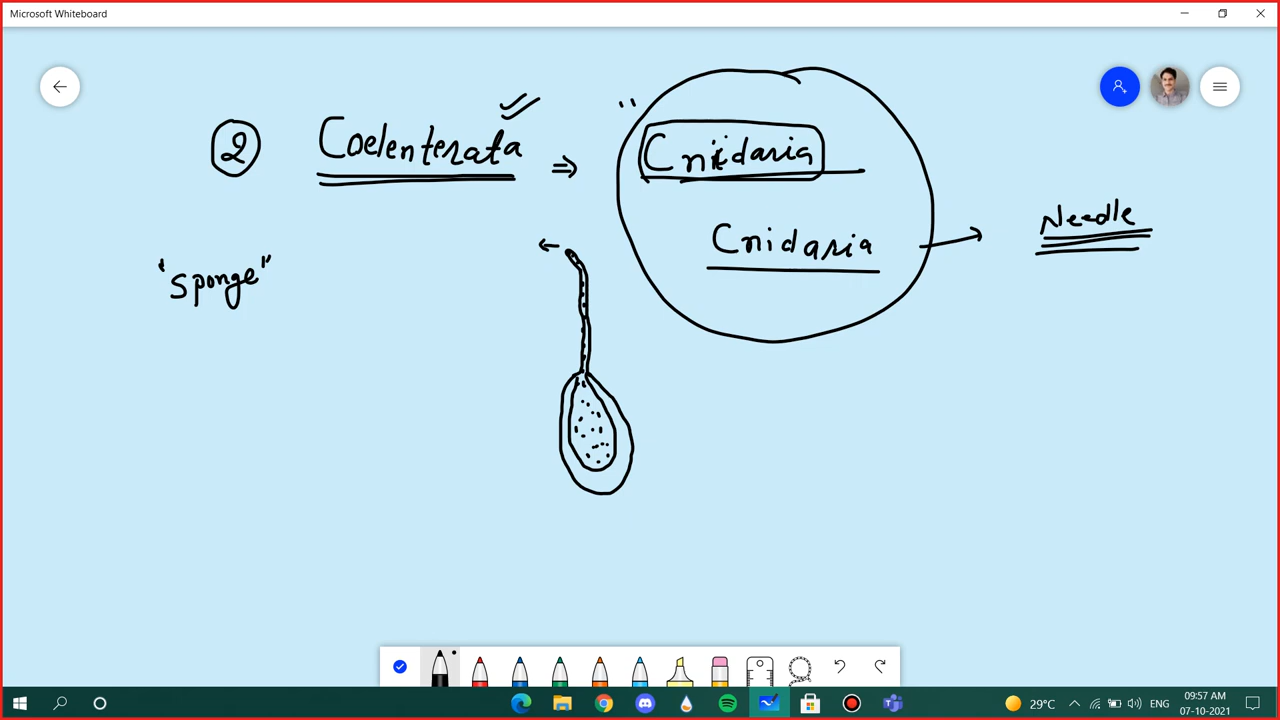 Microsoft Whiteboard
2 Coelenterata ⇒ Cnidaria
Cnidaria → Needle
"Sponge"
29°C ENG 09:57 AM
07-10-2021